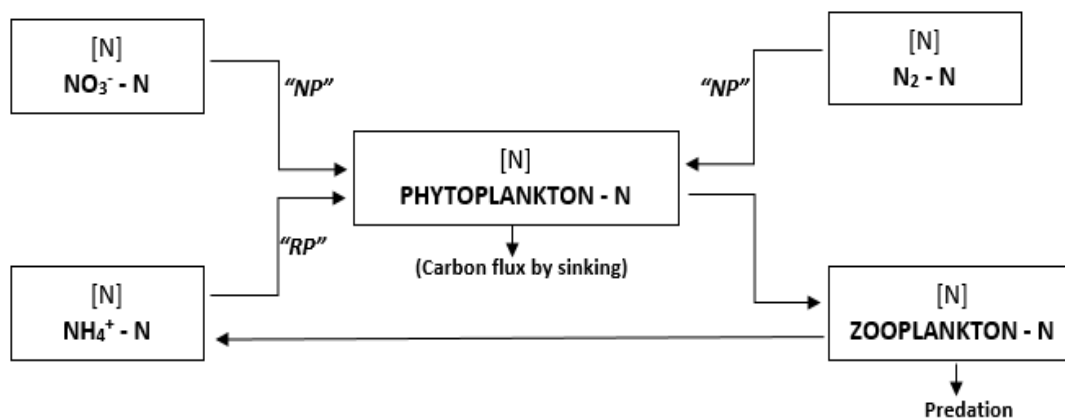 [N]
NO₃⁻ - N
“NP”
“NP”
[N]
N₂ - N
[N]
PHYTOPLANKTON - N
“RP”
(Carbon flux by sinking)
[N]
NH₄⁺ - N
[N]
ZOOPLANKTON - N
Predation